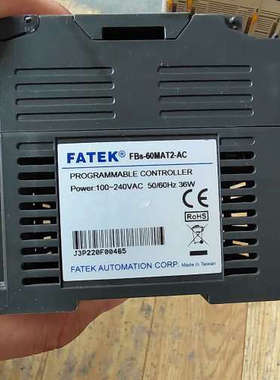 FATEK® FBs-60MAT2-AC
PROGRAMMABLE CONTROLLER
Power:100~240VAC 50/60Hz 36W
CE
RoHS
J3P220F00465
FATEK AUTOMATION CORP. Made in Taiwan